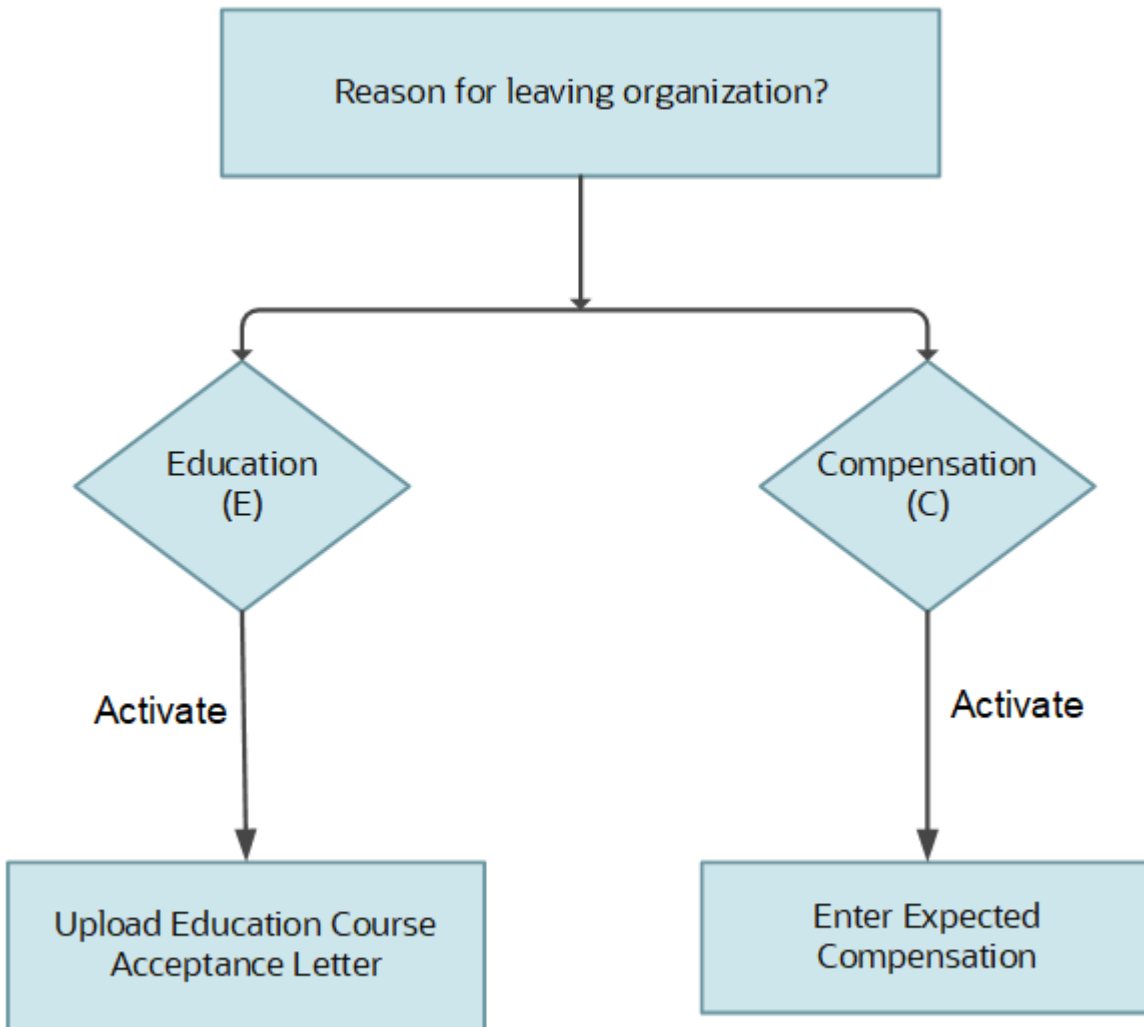 Reason for leaving organization?
Education
(E)
Compensation
(C)
Activate
Activate
Upload Education Course
Acceptance Letter
Enter Expected
Compensation